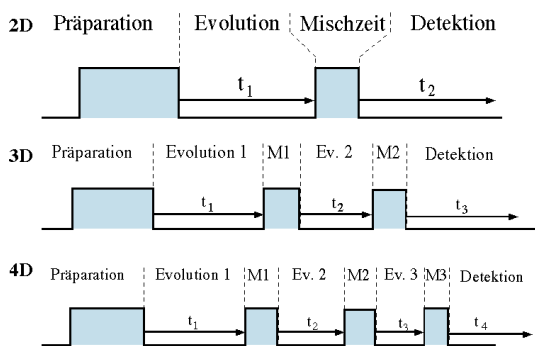 2D Präparation Evolution Mischzeit Detektion
t1 t2
3D Präparation Evolution 1 M1 Ev. 2 M2 Detektion
t1 t2 t3
4D Präparation Evolution 1 M1 Ev. 2 M2 Ev. 3 M3 Detektion
t1 t2 t3 t4